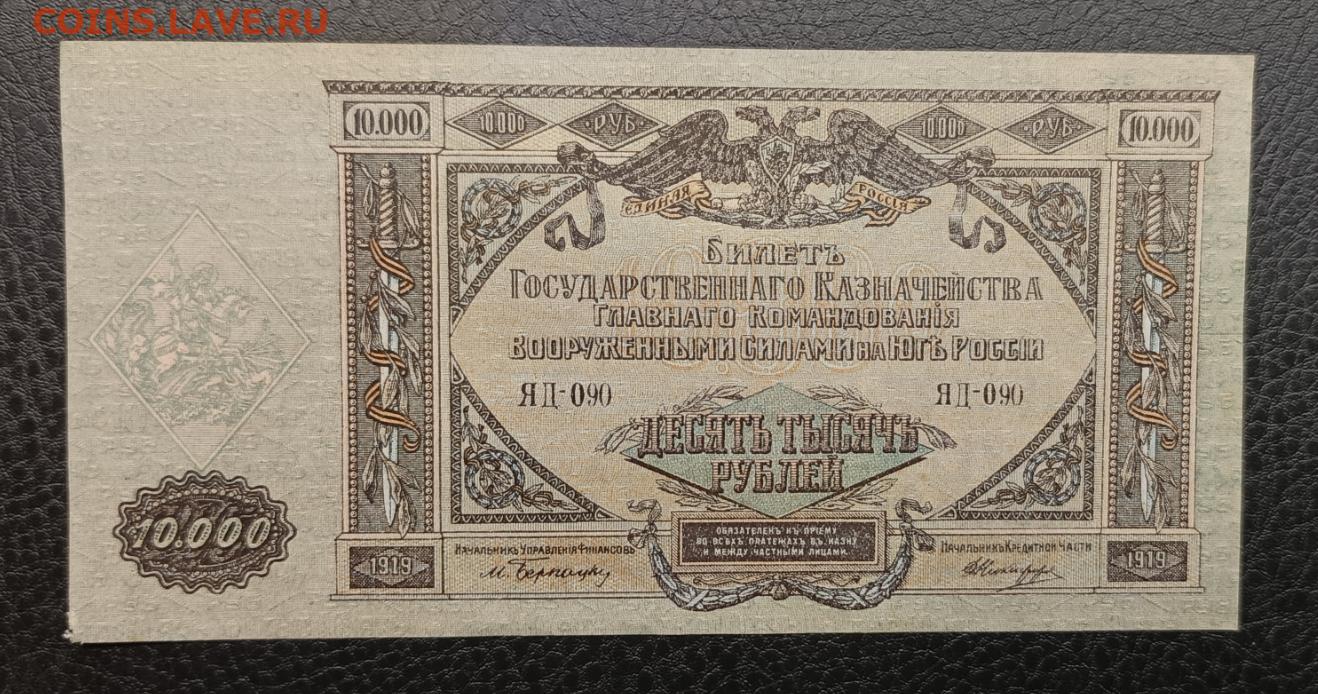 COINS.LAVE.RU
10.000 10.000 РУБ 10.000 РУБ 10.000
ЕДИНАЯ РОССІЯ
БИЛЕТЪ
ГОСУДАРСТВЕННАГО КАЗНАЧЕЙСТВА
ГЛАВНАГО КОМАНДОВАНІЯ
ВООРУЖЕННЫМИ СИЛАМИ НА ЮГѢ РОССІИ
ЯД-090 ЯД-090
ДЕСЯТЬ ТЫСЯЧЪ
РУБЛЕЙ
10.000
ОБЯЗАТЕЛЕНЪ КЪ ПРІЕМУ
ВО ВСѢХЪ ПЛАТЕЖАХЪ ВЪ КАЗНУ
И МЕЖДУ ЧАСТНЫМИ ЛИЦАМИ.
НАЧАЛЬНИКЪ УПРАВЛЕНІЯ ФИНАНСОВЪ НАЧАЛЬНИКЪ КРЕДИТНОЙ ЧАСТИ
1919 1919